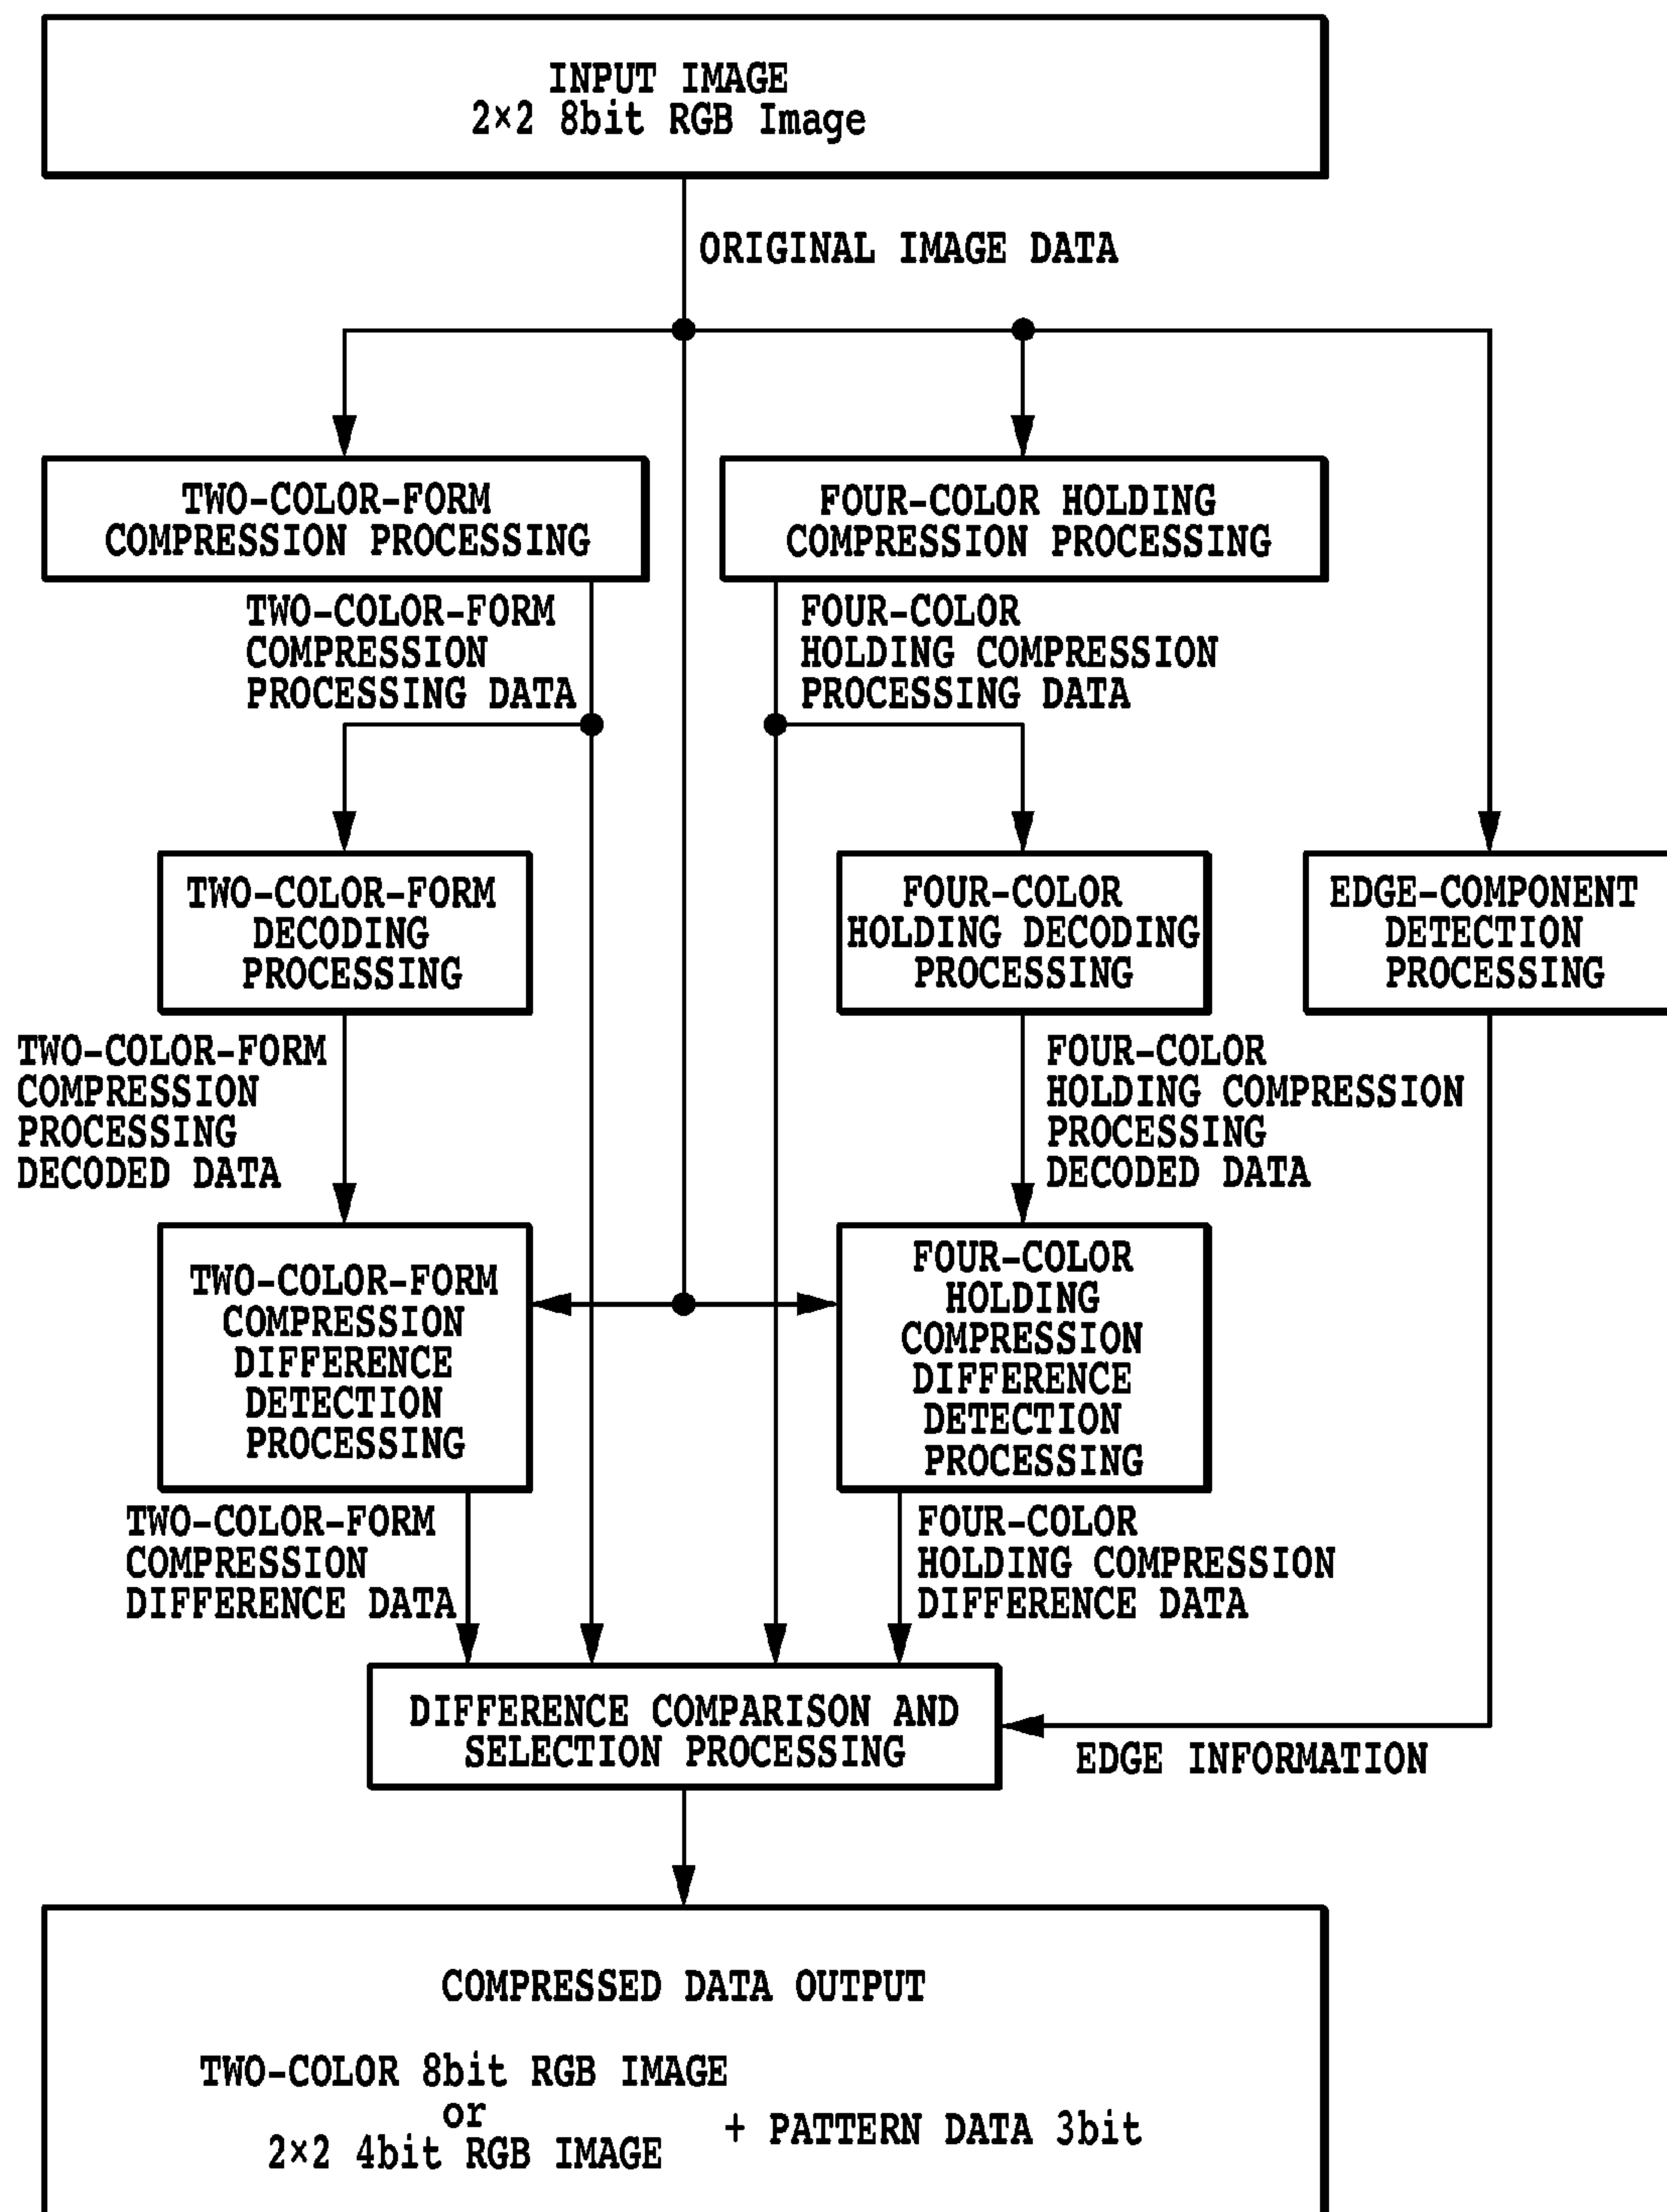 INPUT IMAGE
2×2 8bit RGB Image
ORIGINAL IMAGE DATA
TWO-COLOR-FORM
COMPRESSION PROCESSING
FOUR-COLOR HOLDING
COMPRESSION PROCESSING
TWO-COLOR-FORM
COMPRESSION
PROCESSING DATA
FOUR-COLOR
HOLDING COMPRESSION
PROCESSING DATA
TWO-COLOR-FORM
DECODING
PROCESSING
FOUR-COLOR
HOLDING DECODING
PROCESSING
EDGE-COMPONENT
DETECTION
PROCESSING
TWO-COLOR-FORM
COMPRESSION
PROCESSING
DECODED DATA
FOUR-COLOR
HOLDING COMPRESSION
PROCESSING
DECODED DATA
TWO-COLOR-FORM
COMPRESSION
DIFFERENCE
DETECTION
PROCESSING
FOUR-COLOR
HOLDING
COMPRESSION
DIFFERENCE
DETECTION
PROCESSING
TWO-COLOR-FORM
COMPRESSION
DIFFERENCE DATA
FOUR-COLOR
HOLDING COMPRESSION
DIFFERENCE DATA
DIFFERENCE COMPARISON AND
SELECTION PROCESSING
EDGE INFORMATION
COMPRESSED DATA OUTPUT
TWO-COLOR 8bit RGB IMAGE
or
2×2 4bit RGB IMAGE
+ PATTERN DATA 3bit